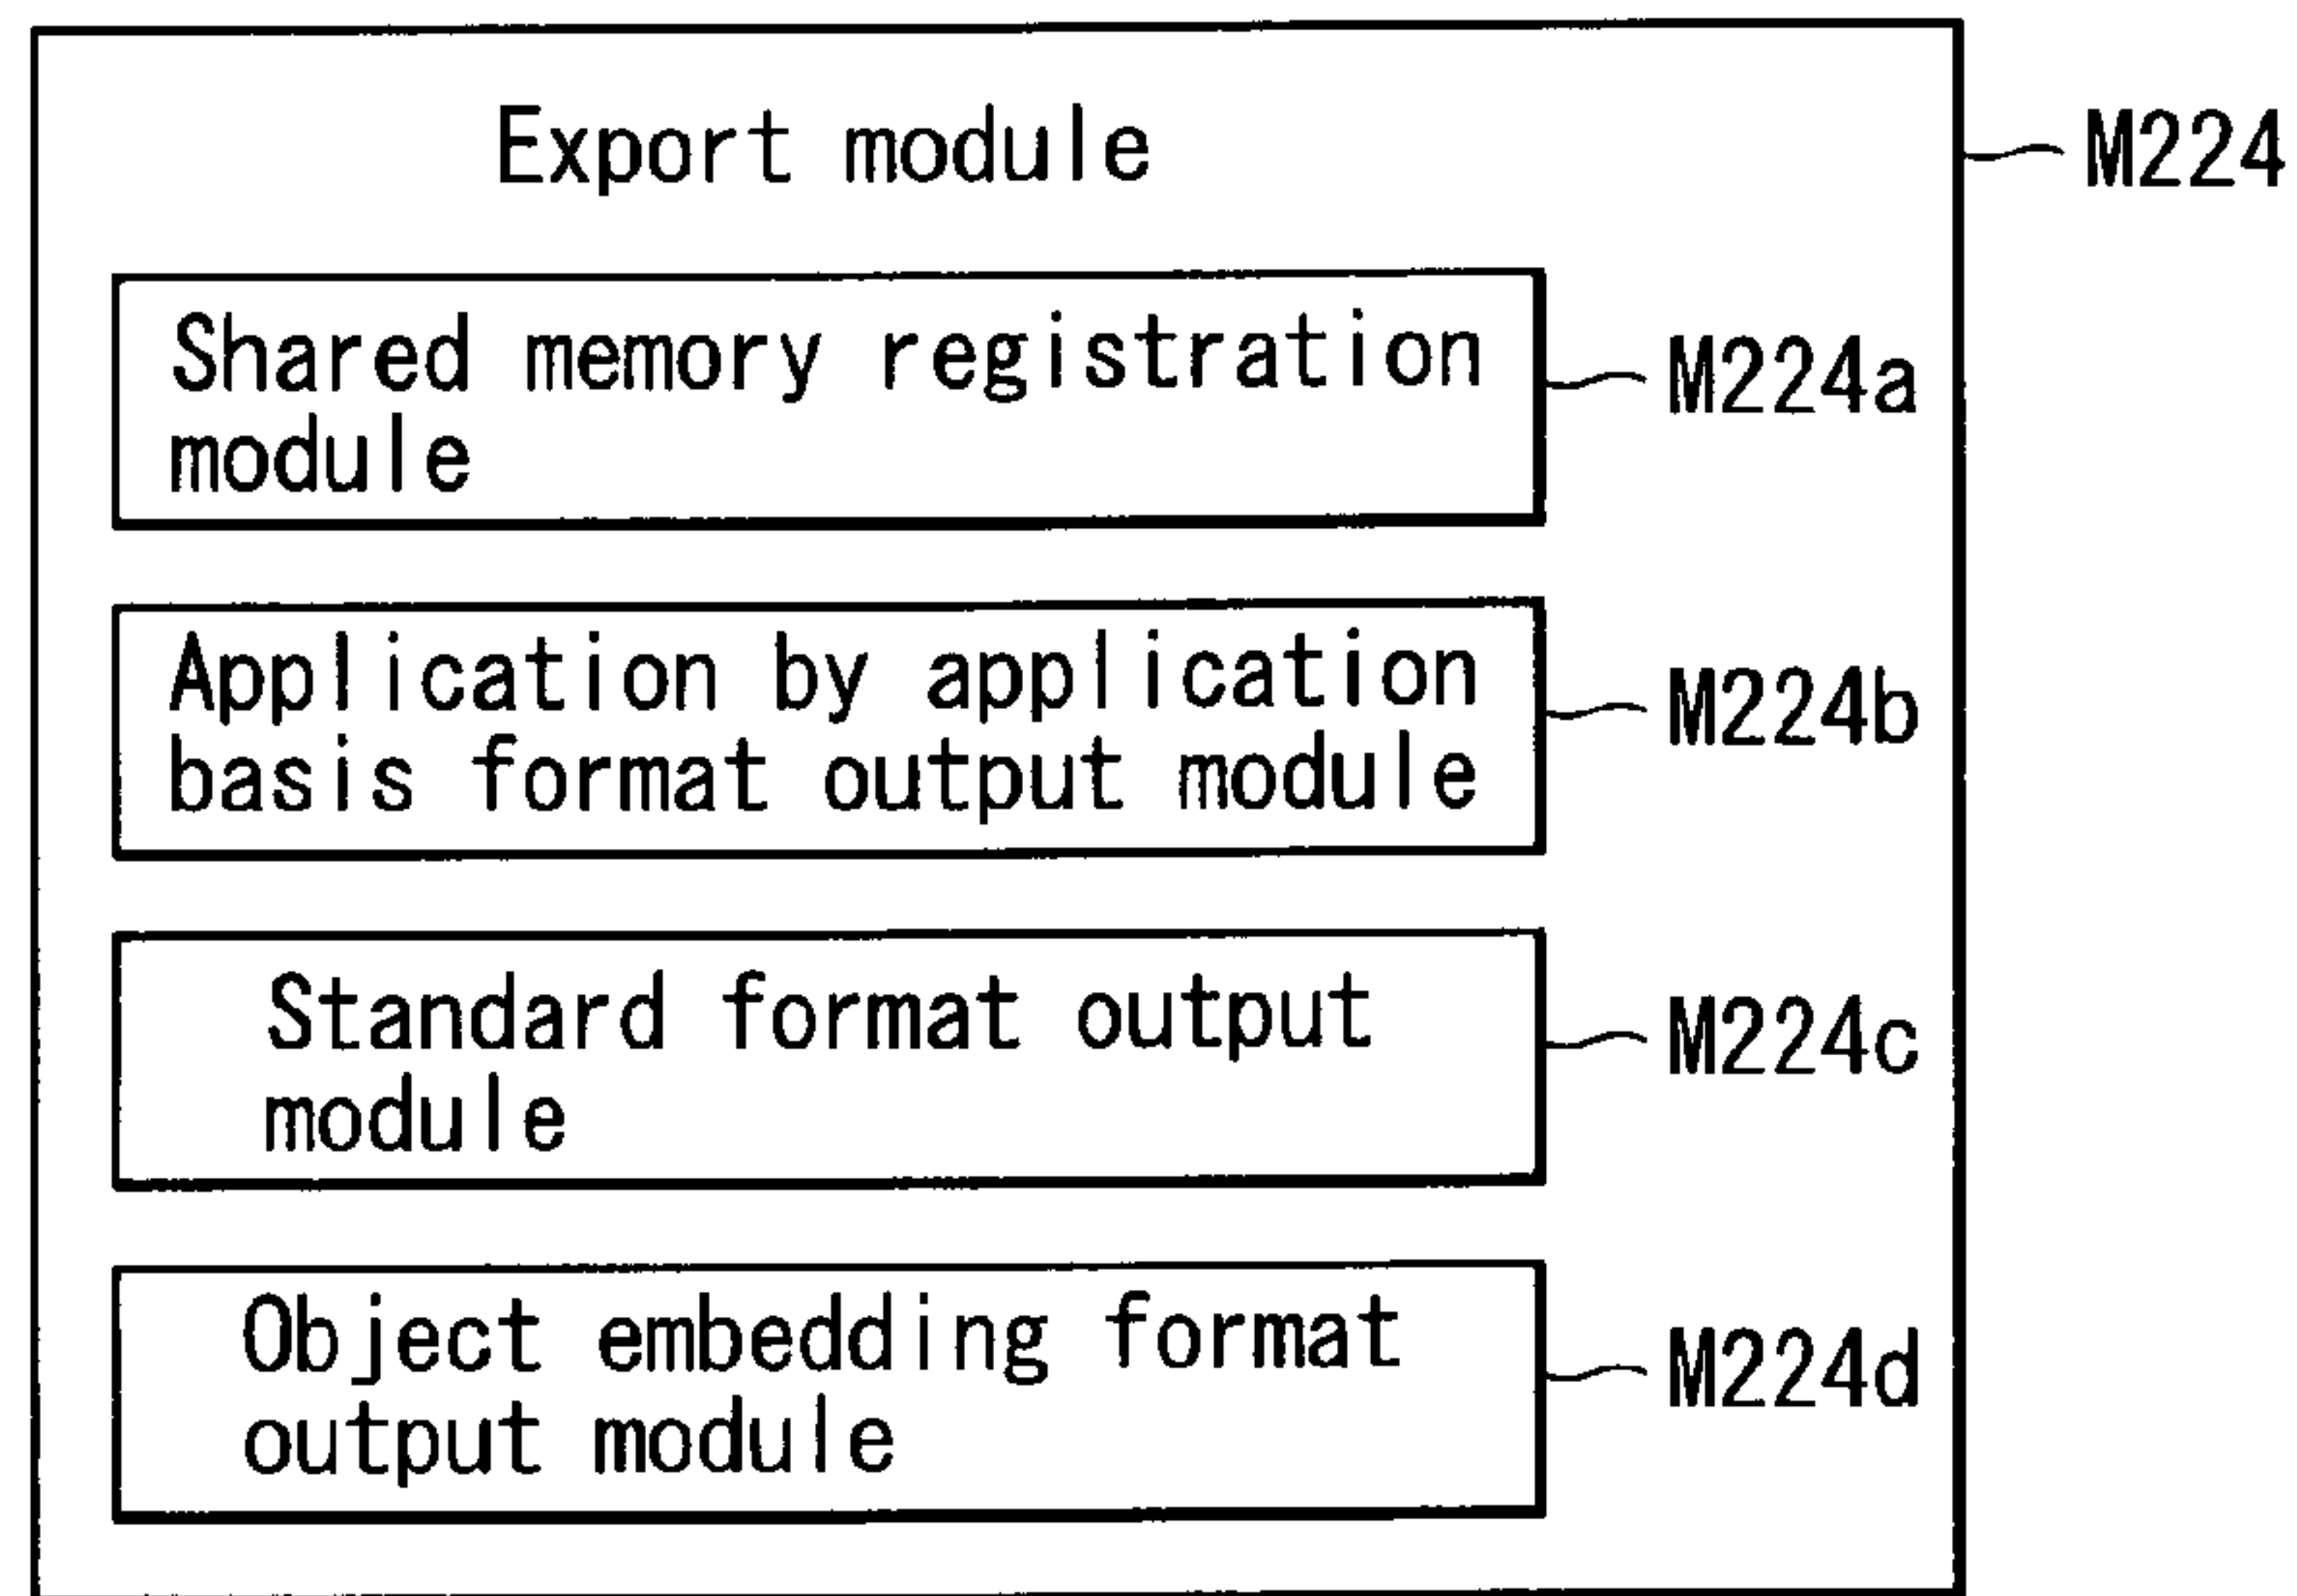 Export module
M224
Shared memory registration
module
M224a
Application by application
basis format output module
M224b
Standard format output
module
M224c
Object embedding format
output module
M224d